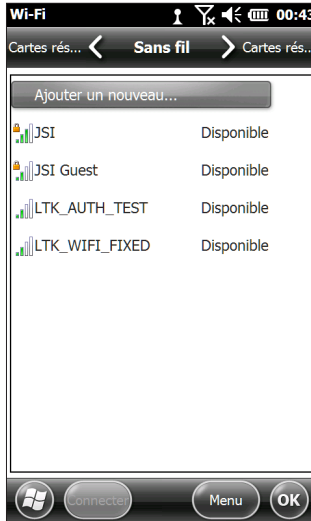 Wi-Fi 00:43
Cartes rés... Sans fil Cartes rés..
Ajouter un nouveau...
JSI Disponible
JSI Guest Disponible
LTK_AUTH_TEST Disponible
LTK_WIFI_FIXED Disponible
Connecter Menu OK